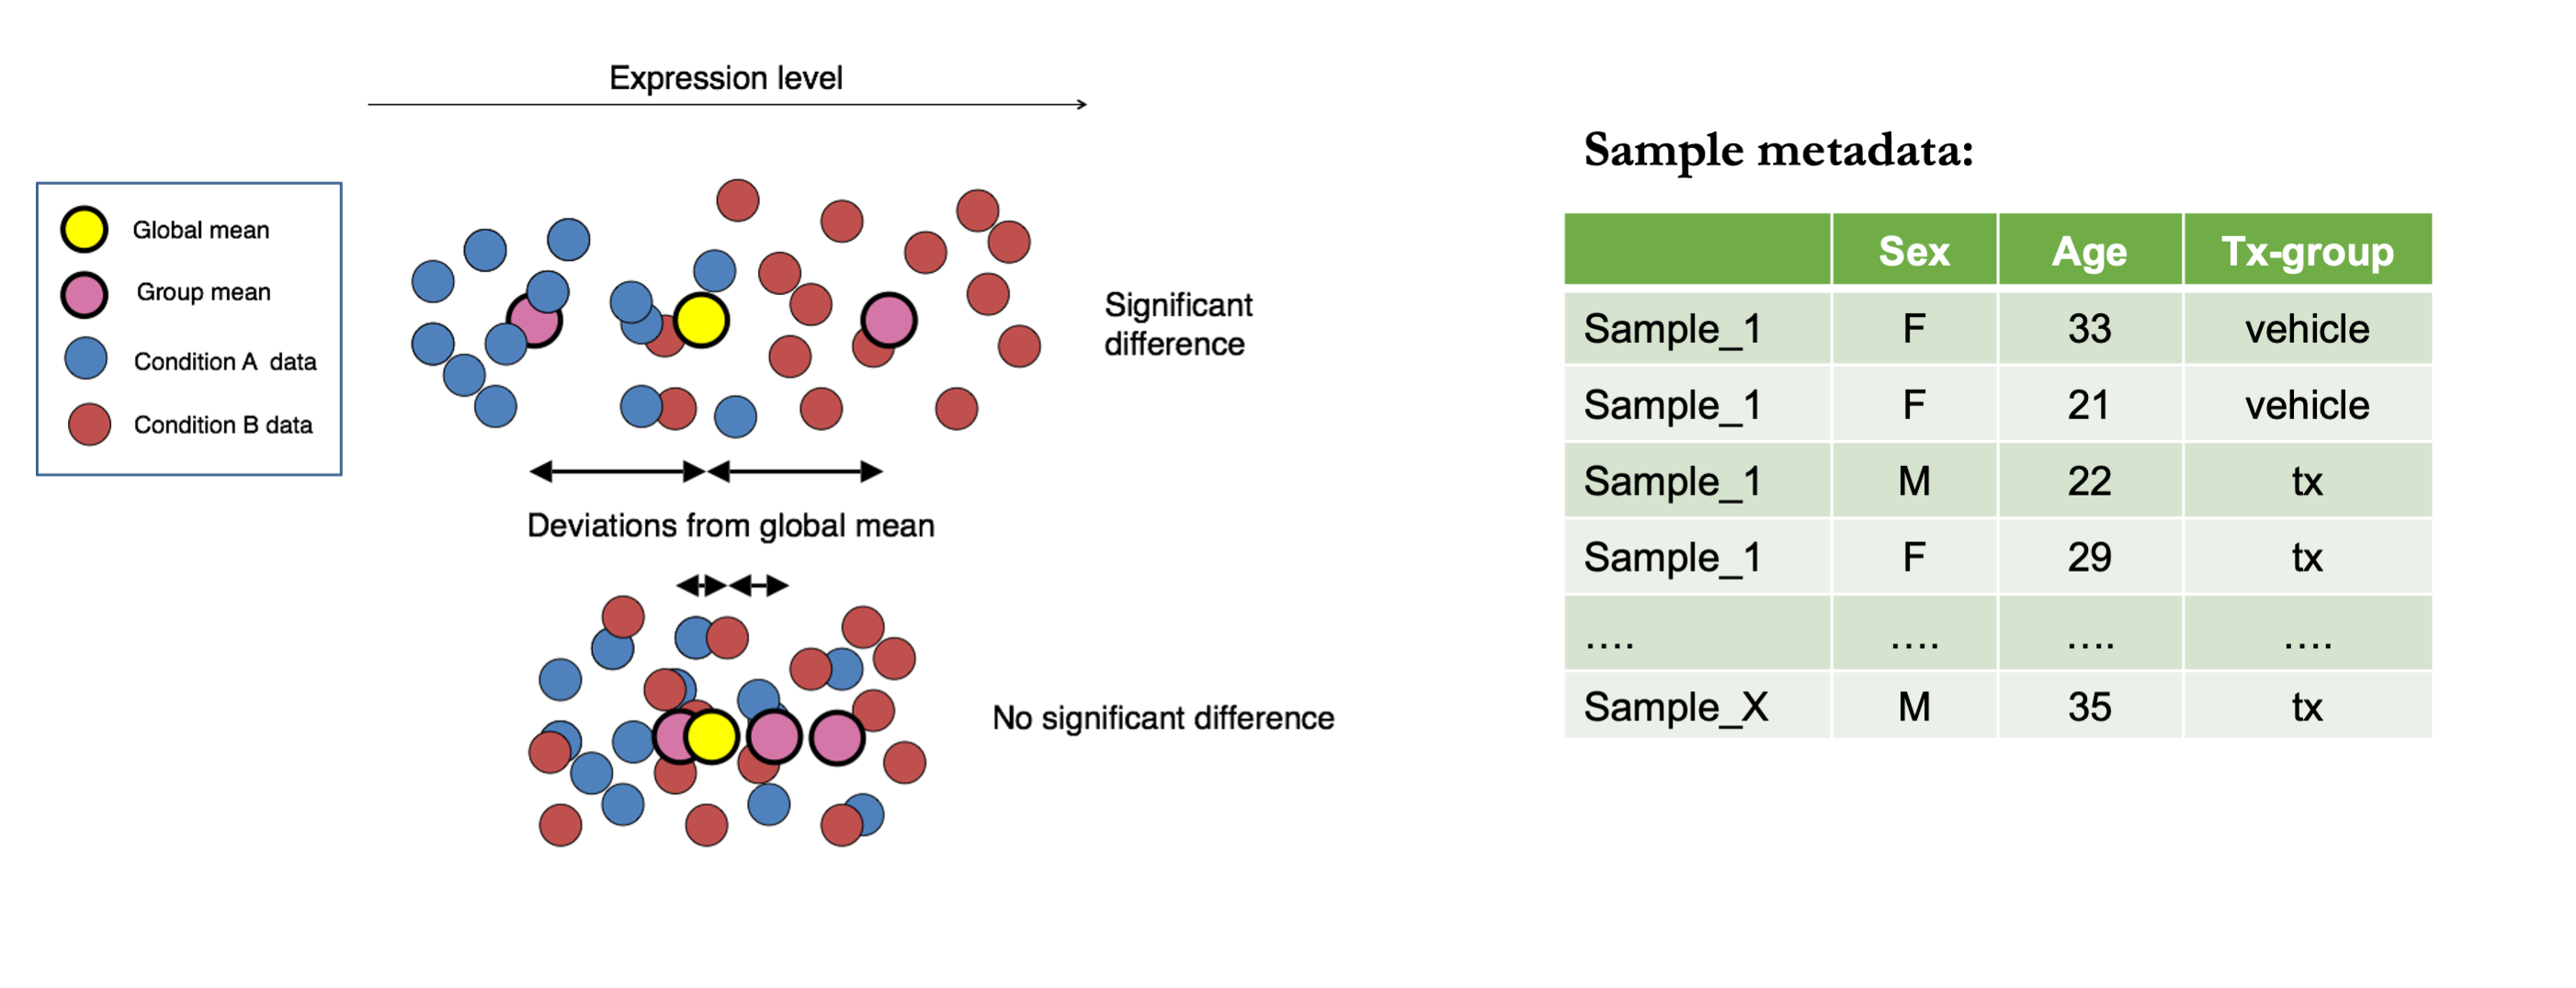 Expression level
Global mean
Group mean
Condition A data
Condition B data
Significant
difference
Deviations from global mean
No significant difference
Sample metadata:
Sex Age Tx-group
Sample_1 F 33 vehicle
Sample_1 F 21 vehicle
Sample_1 M 22 tx
Sample_1 F 29 tx
.... .... .... ....
Sample_X M 35 tx